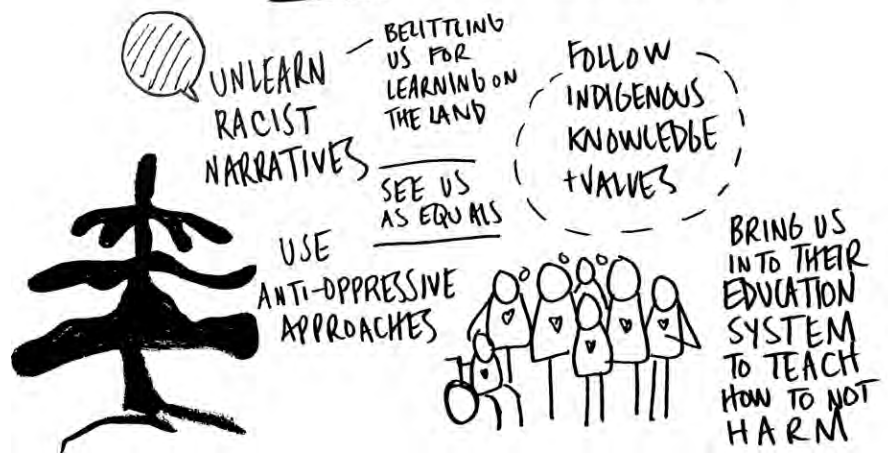 UNLEARN
RACIST
NARRATIVES
BELITTLING
US FOR
LEARNING ON
THE LAND
SEE US
AS EQUALS
USE
ANTI-OPPRESSIVE
APPROACHES
FOLLOW
INDIGENOUS
KNOWLEDGE
+VALUES
BRING US
INTO THEIR
EDUCATION
SYSTEM
TO TEACH
HOW TO NOT
HARM